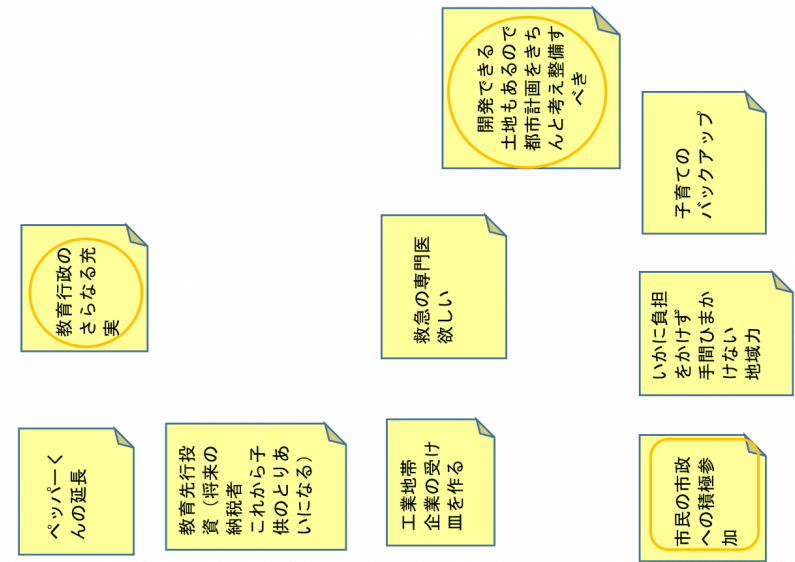 ペッパーく
んの延長
教育行政の
さらなる充
実
教育先行投
資（将来の
納税者
これから子
供のとりあ
いになる）
工業地帯
企業の受け
皿を作る
救急の専門医
欲しい
開発できる
土地もあるので
都市計画をきち
んと考え整備す
べき
市民の市政
への積極参
加
いかに負担
をかけず
手間ひまか
けない
地域力
子育ての
バックアップ